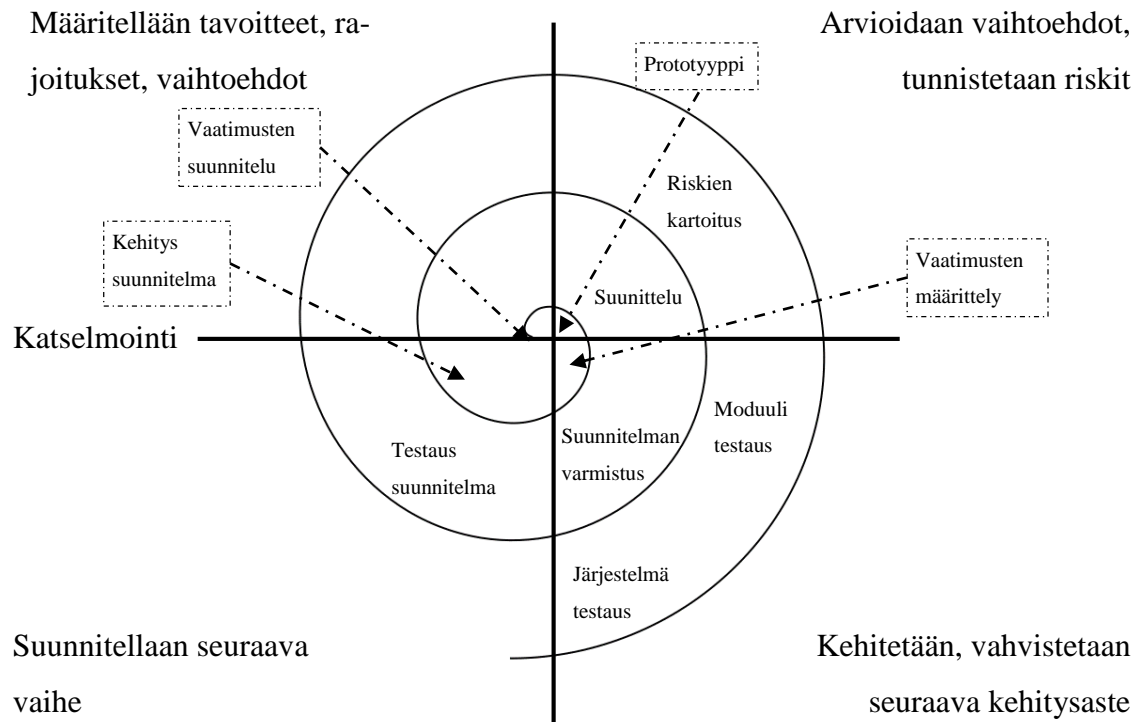 Määritellään tavoitteet, ra-
joitukset, vaihtoehdot
Arvioidaan vaihtoehdot,
tunnistetaan riskit
Prototyyppi
Vaatimusten
suunnitelu
Riskien
kartoitus
Kehitys
suunnitelma
Suunittelu
Vaatimusten
määrittely
Katselmointi
Moduuli
testaus
Testaus
suunnitelma
Suunnitelman
varmistus
Järjestelmä
testaus
Suunnitellaan seuraava
vaihe
Kehitetään, vahvistetaan
seuraava kehitysaste